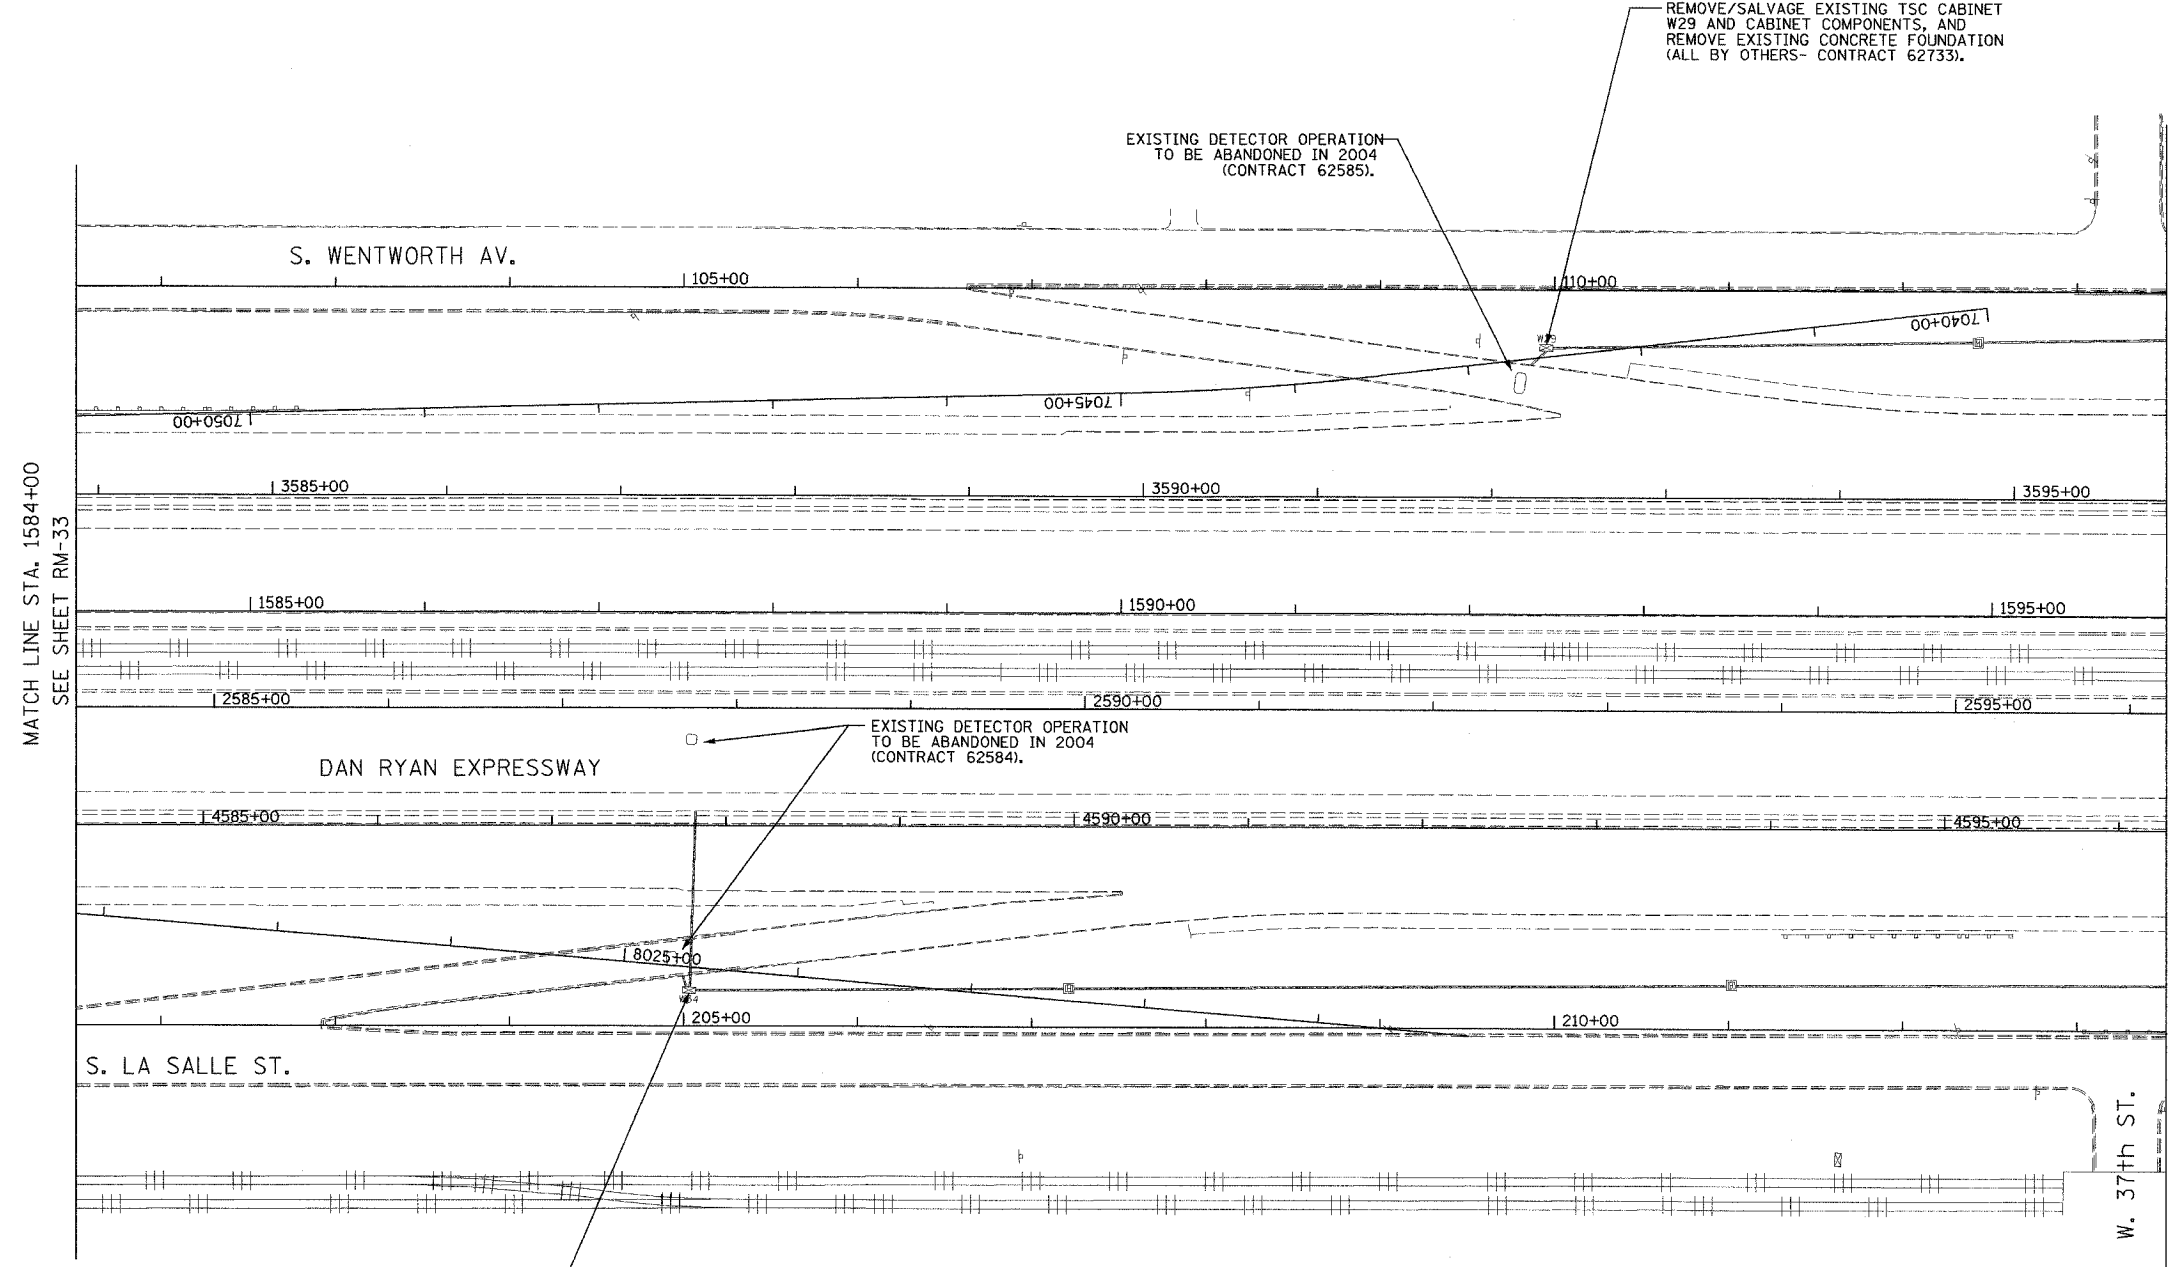 REMOVE/SALVAGE EXISTING TSC CABINET
W29 AND CABINET COMPONENTS, AND
REMOVE EXISTING CONCRETE FOUNDATION
(ALL BY OTHERS- CONTRACT 62733).
EXISTING DETECTOR OPERATION
TO BE ABANDONED IN 2004
(CONTRACT 62585).
S. WENTWORTH AV.
105+00
110+00
7040+00
W29
7045+00
7050+00
MATCH LINE STA. 1584+00
SEE SHEET RM-33
3585+00
3590+00
3595+00
1585+00
1590+00
1595+00
2585+00
2590+00
2595+00
EXISTING DETECTOR OPERATION
TO BE ABANDONED IN 2004
(CONTRACT 62584).
DAN RYAN EXPRESSWAY
4585+00
4590+00
4595+00
8025+00
205+00
210+00
S. LA SALLE ST.
W. 37th ST.